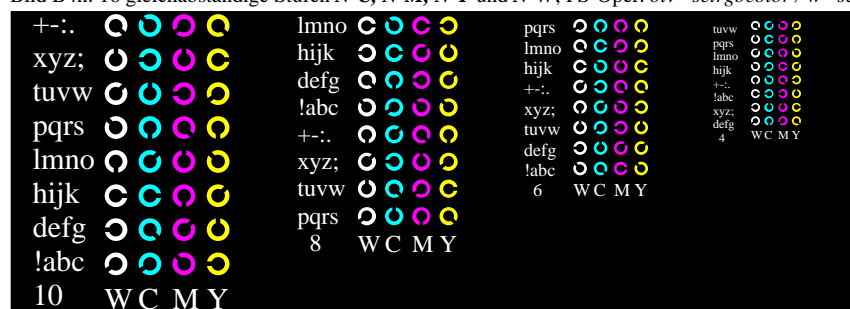 +-:.
xyz;
tuvw
pqrs
lmno
hijk
defg
!abc
10 W C M Y
lmno
hijk
defg
!abc
+-:.
xyz;
tuvw
pqrs
8 W C M Y
pqrs
lmno
hijk
+-:.
xyz;
tuvw
defg
!abc
6 W C M Y
tuvw
pqrs
lmno
hijk
+-:.
!abc
xyz;
defg
4 W C M Y